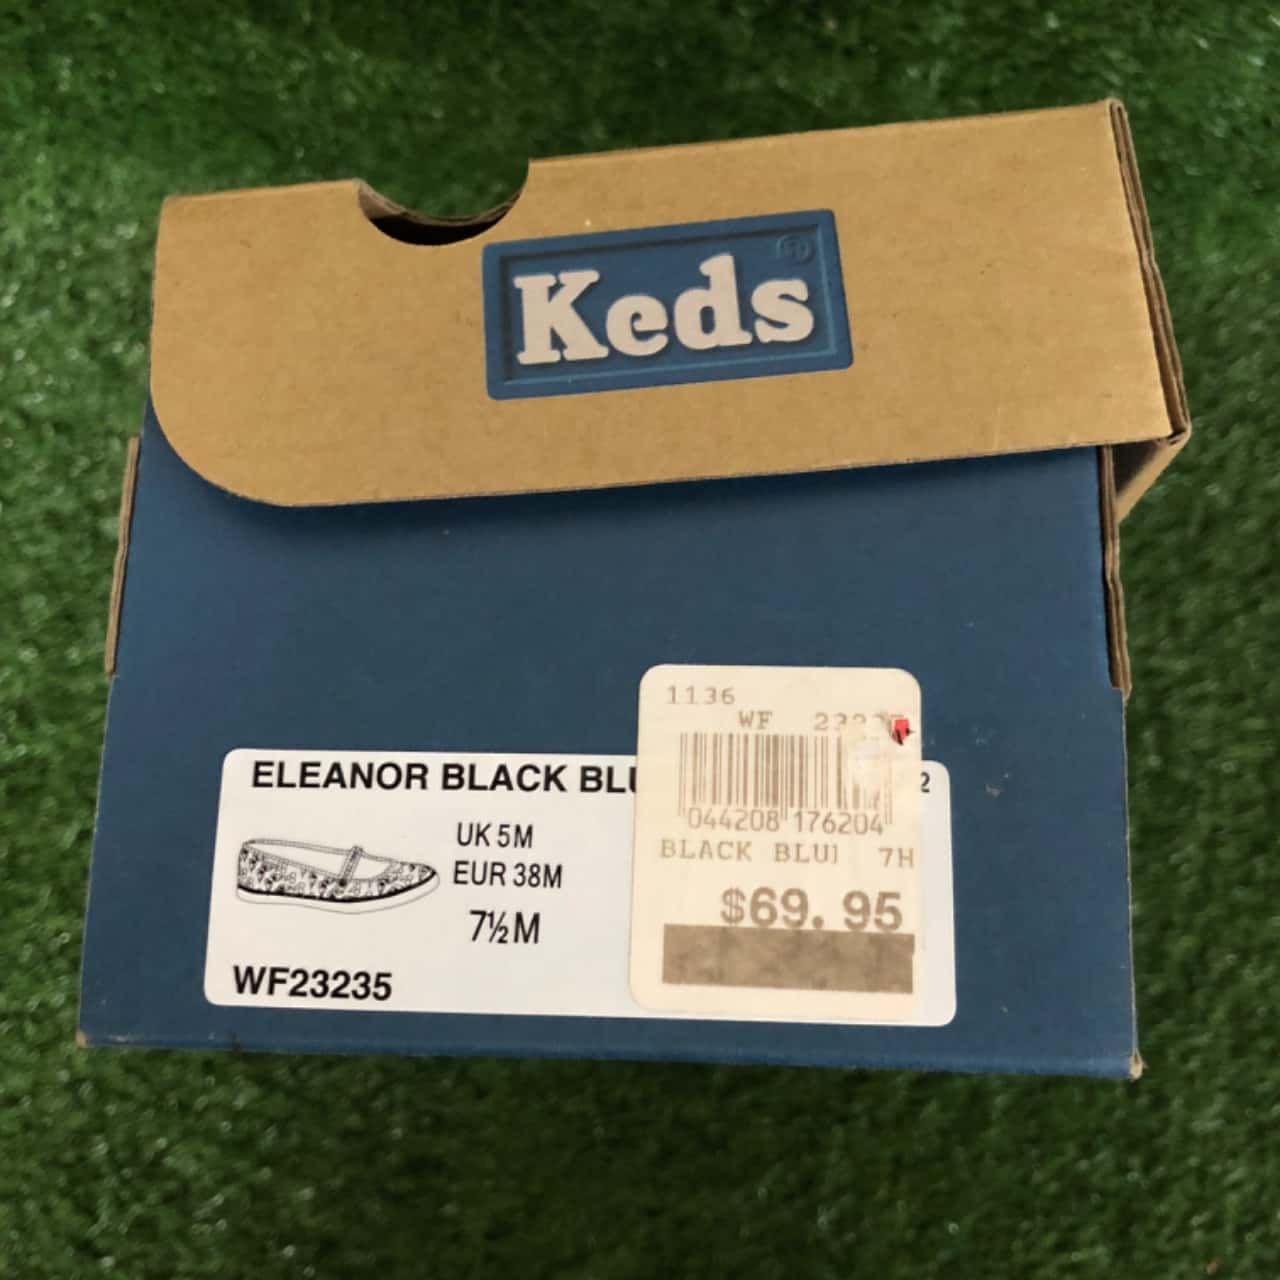 Keds®
1136
WF
ELEANOR BLACK
2
044208 176204
UK 5M
BLACK BLU 7H
EUR 38M
$69.95
7½M
WF23235